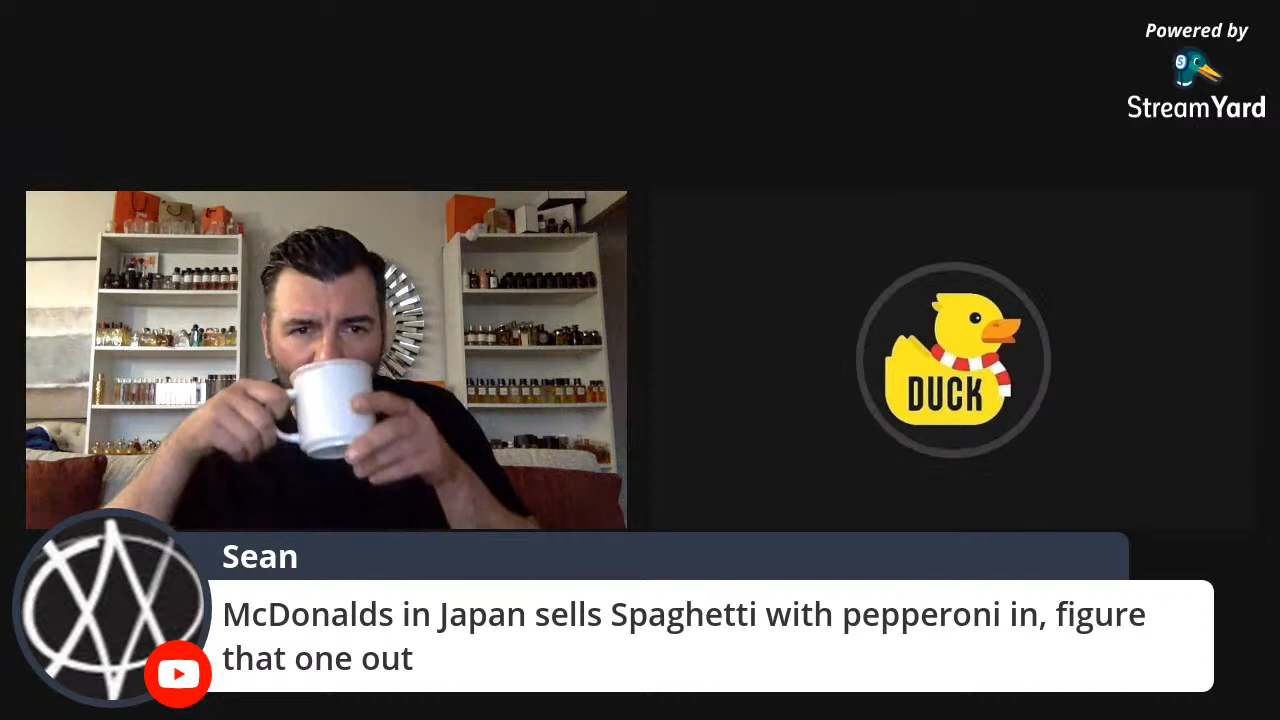 Powered by
StreamYard
DUCK
Sean
McDonalds in Japan sells Spaghetti with pepperoni in, figure
that one out